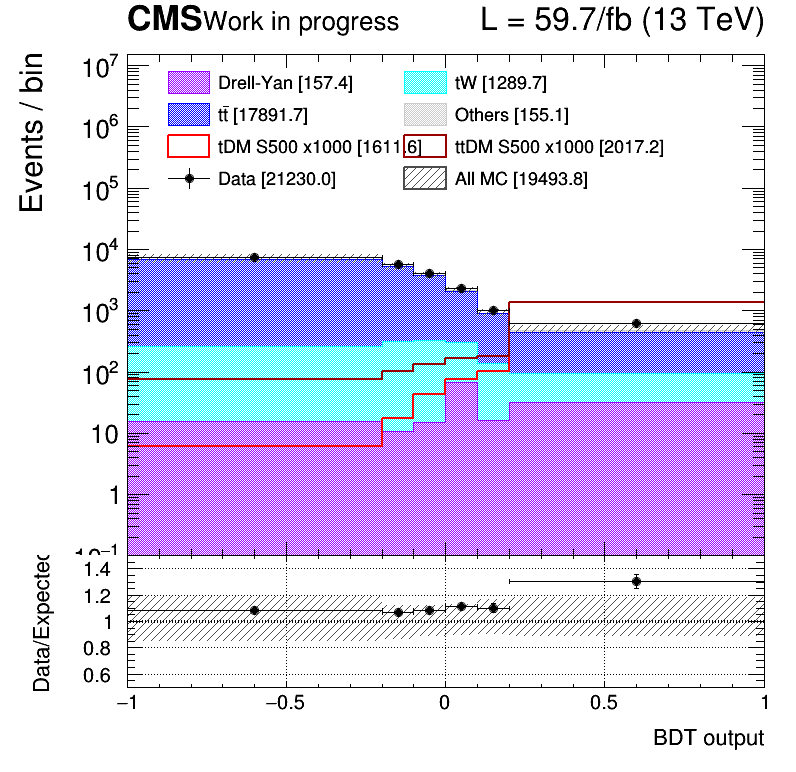 CMS Work in progress L = 59.7/fb (13 TeV)
Events / bin
10⁷
10⁶
10⁵
10⁴
10³
10²
10
1
10⁻¹
Drell-Yan [157.4] tW [1289.7]
tt̄ [17891.7] Others [155.1]
tDM S500 x1000 [1611.6] ttDM S500 x1000 [2017.2]
Data [21230.0] All MC [19493.8]
Data/Expected
1.4
1.2
1
0.8
0.6
−1 −0.5 0 0.5 1
BDT output